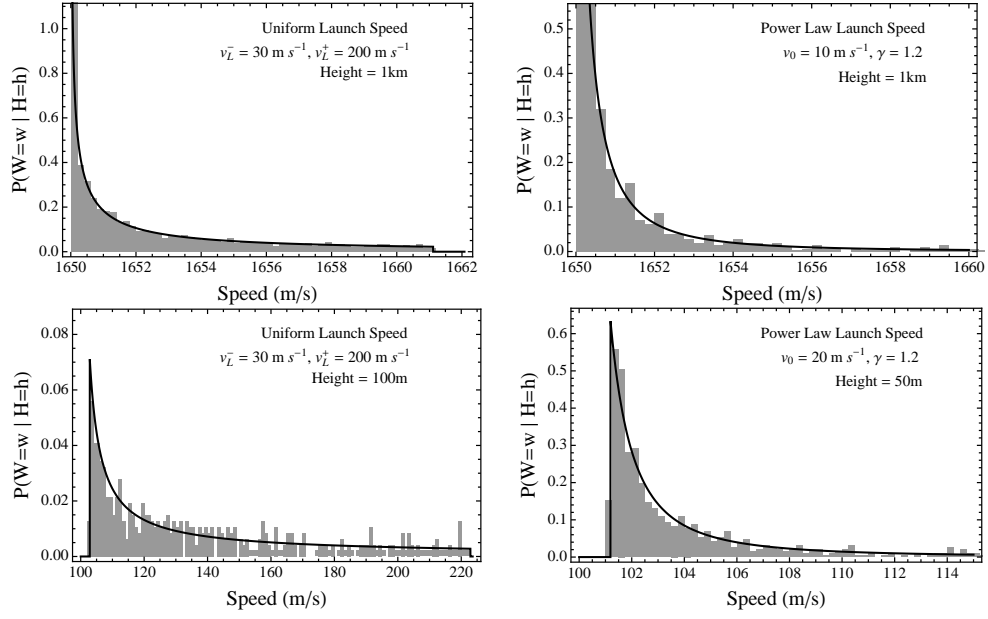 Uniform Launch Speed
v_L^- = 30 m s^-1, v_L^+ = 200 m s^-1
Height = 1km
P(W=w | H=h)
1.0
0.8
0.6
0.4
0.2
0.0
1650 1652 1654 1656 1658 1660 1662
Speed (m/s)
Power Law Launch Speed
v_0 = 10 m s^-1, γ = 1.2
Height = 1km
P(W=w | H=h)
0.5
0.4
0.3
0.2
0.1
0.0
1650 1652 1654 1656 1658 1660
Speed (m/s)
Uniform Launch Speed
v_L^- = 30 m s^-1, v_L^+ = 200 m s^-1
Height = 100m
P(W=w | H=h)
0.08
0.06
0.04
0.02
0.00
100 120 140 160 180 200 220
Speed (m/s)
Power Law Launch Speed
v_0 = 20 m s^-1, γ = 1.2
Height = 50m
P(W=w | H=h)
0.6
0.5
0.4
0.3
0.2
0.1
0.0
100 102 104 106 108 110 112 114
Speed (m/s)